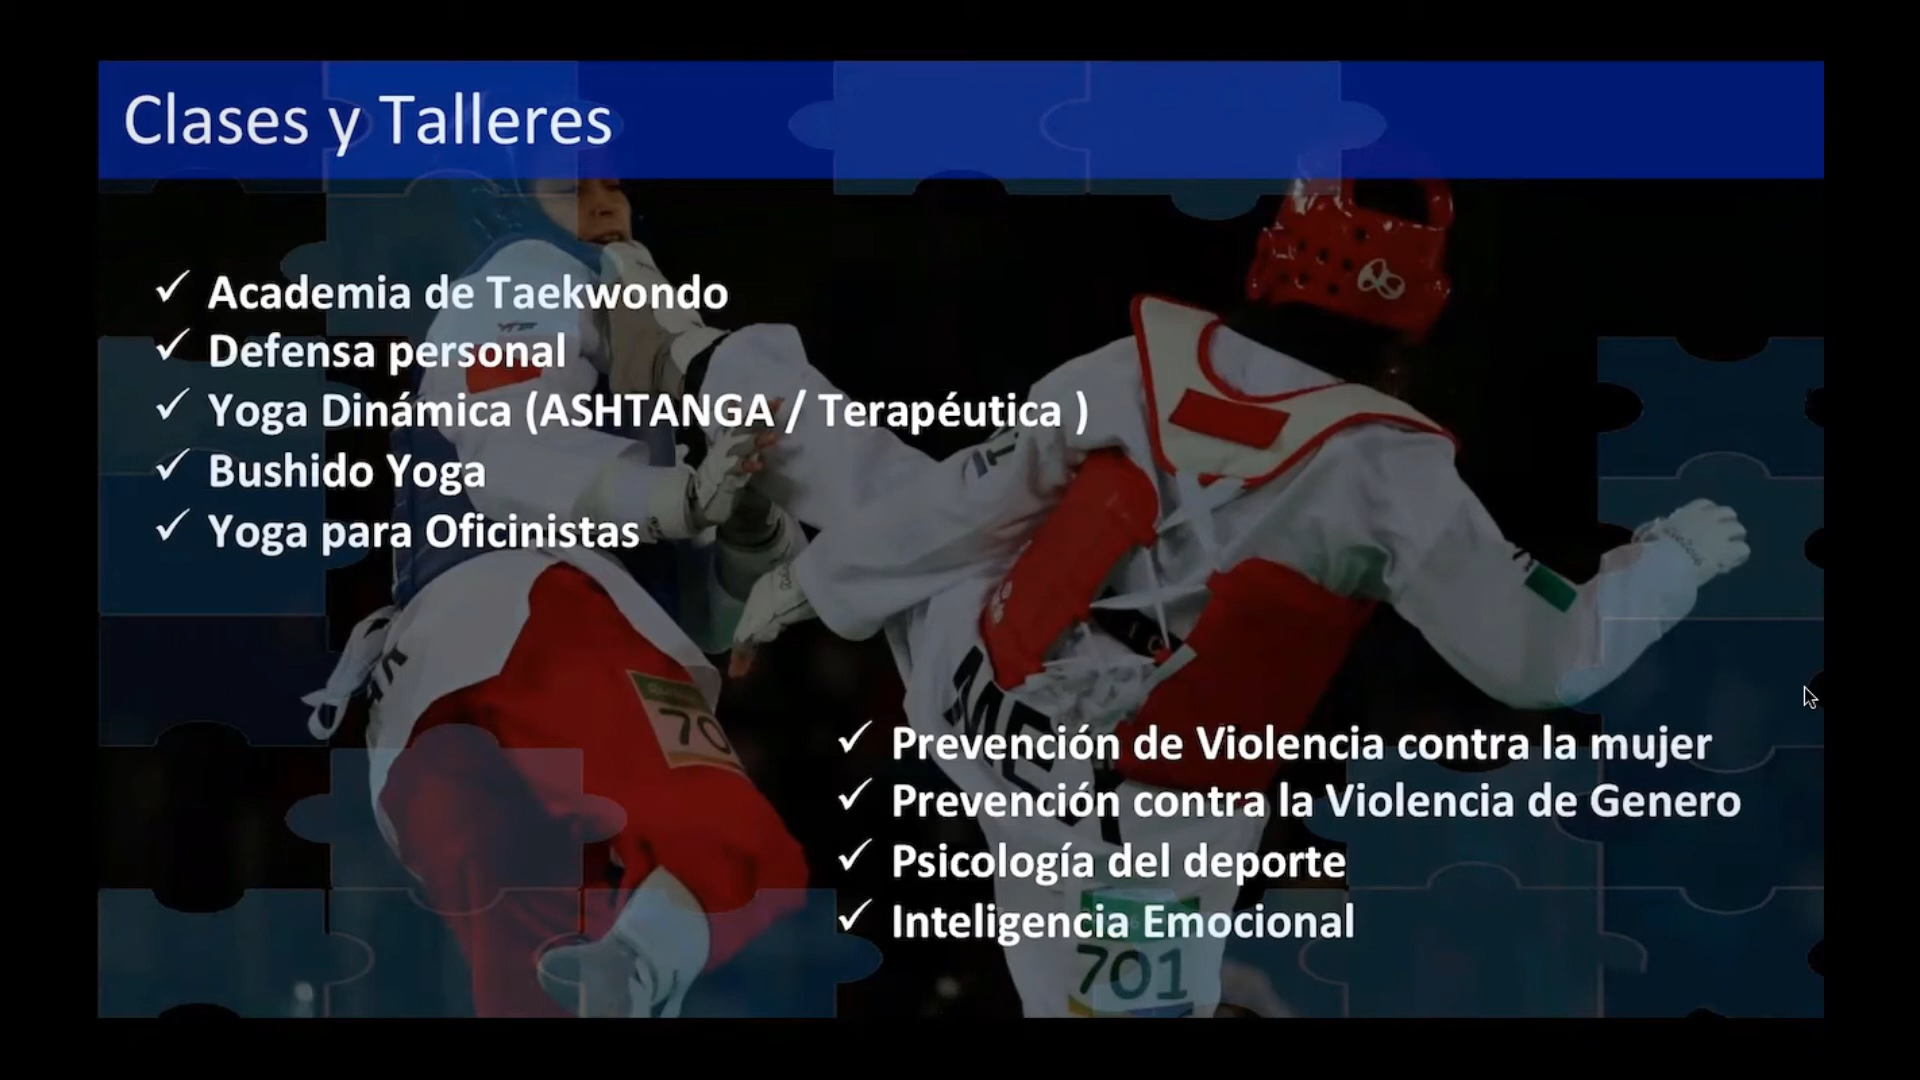 Clases y Talleres
✓ Academia de Taekwondo
✓ Defensa personal
✓ Yoga Dinámica (ASHTANGA / Terapéutica )
✓ Bushido Yoga
✓ Yoga para Oficinistas
✓ Prevención de Violencia contra la mujer
✓ Prevención contra la Violencia de Genero
✓ Psicología del deporte
✓ Inteligencia Emocional
701